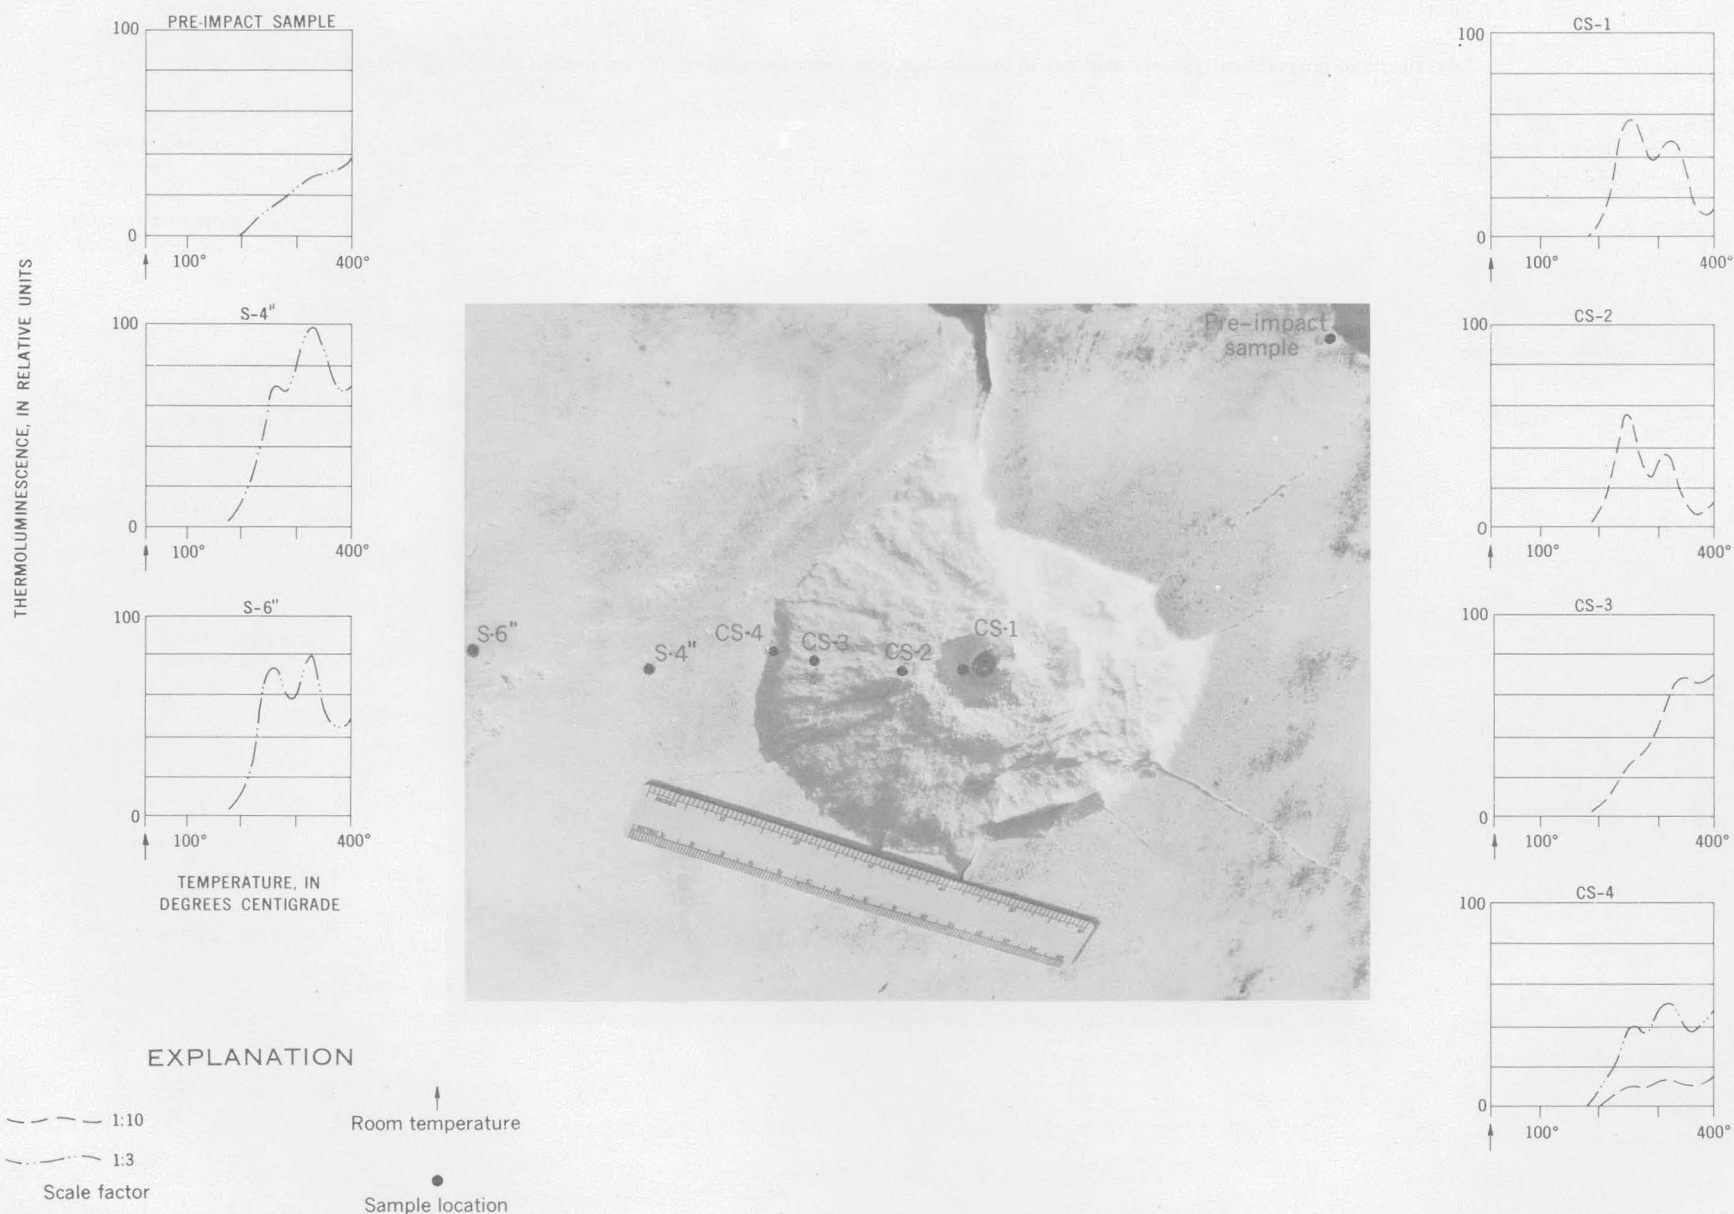 PRE-IMPACT SAMPLE
100
0
100°
400°
S-4"
100
0
100°
400°
S-6"
100
0
100°
400°
THERMOLUMINESCENCE, IN RELATIVE UNITS
TEMPERATURE, IN
DEGREES CENTIGRADE
Pre-impact
sample
S-6"
S-4"
CS-4
CS-3
CS-2
CS-1
CS-1
100
0
100°
400°
CS-2
100
0
100°
400°
CS-3
100
0
100°
400°
CS-4
100
0
100°
400°
EXPLANATION
1:10
1:3
Scale factor
Room temperature
Sample location